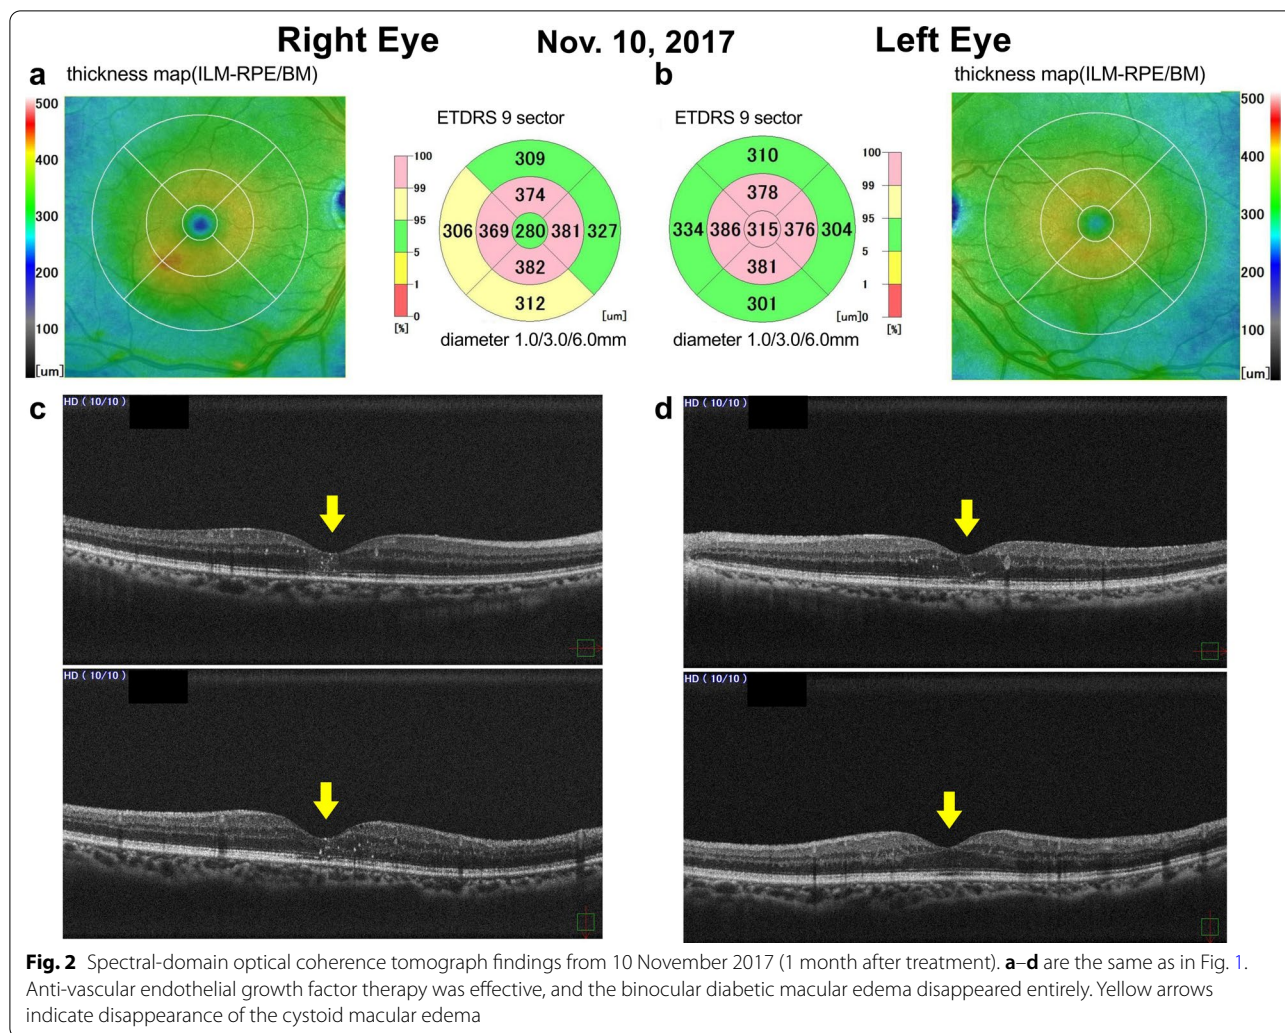 Right Eye Nov. 10, 2017 Left Eye
a thickness map(ILM-RPE/BM)
500
400
300
200
100
[um]
ETDRS 9 sector
100
99
95
5
1
0
[%]
309
374
306 369 280 381 327
382
312
[um]
diameter 1.0/3.0/6.0mm
b thickness map(ILM-RPE/BM)
ETDRS 9 sector
310
378
334 386 315 376 304
381
301
[um]
diameter 1.0/3.0/6.0mm
100
99
95
5
1
0
[%]
500
400
300
200
100
[um]
c
HD ( 10/10 )
HD ( 10/10 )
d
HD ( 10/10 )
HD ( 10/10 )
Fig. 2 Spectral-domain optical coherence tomograph findings from 10 November 2017 (1 month after treatment). a–d are the same as in Fig. 1.
Anti-vascular endothelial growth factor therapy was effective, and the binocular diabetic macular edema disappeared entirely. Yellow arrows
indicate disappearance of the cystoid macular edema